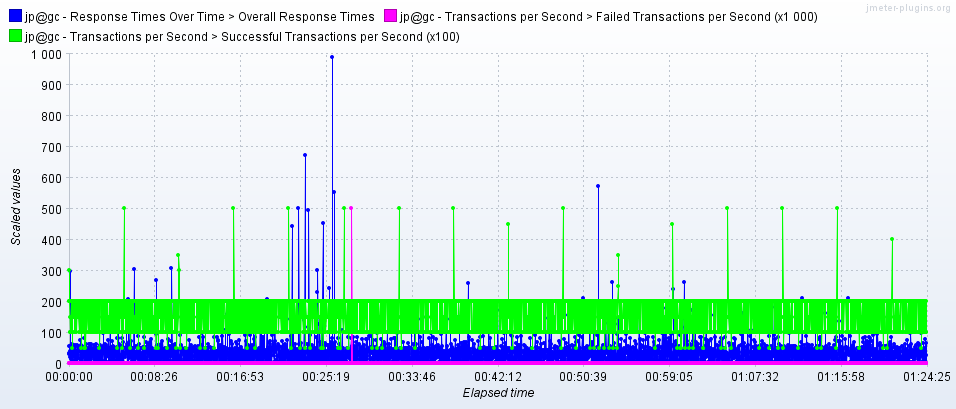 jp@gc - Response Times Over Time > Overall Response Times jp@gc - Transactions per Second > Failed Transactions per Second (x1 000)
jmeter-plugins.org
jp@gc - Transactions per Second > Successful Transactions per Second (x100)
1 000
900
800
700
600
500
400
300
200
100
0
Scaled values
00:00:00 00:08:26 00:16:53 00:25:19 00:33:46 00:42:12 00:50:39 00:59:05 01:07:32 01:15:58 01:24:25
Elapsed time